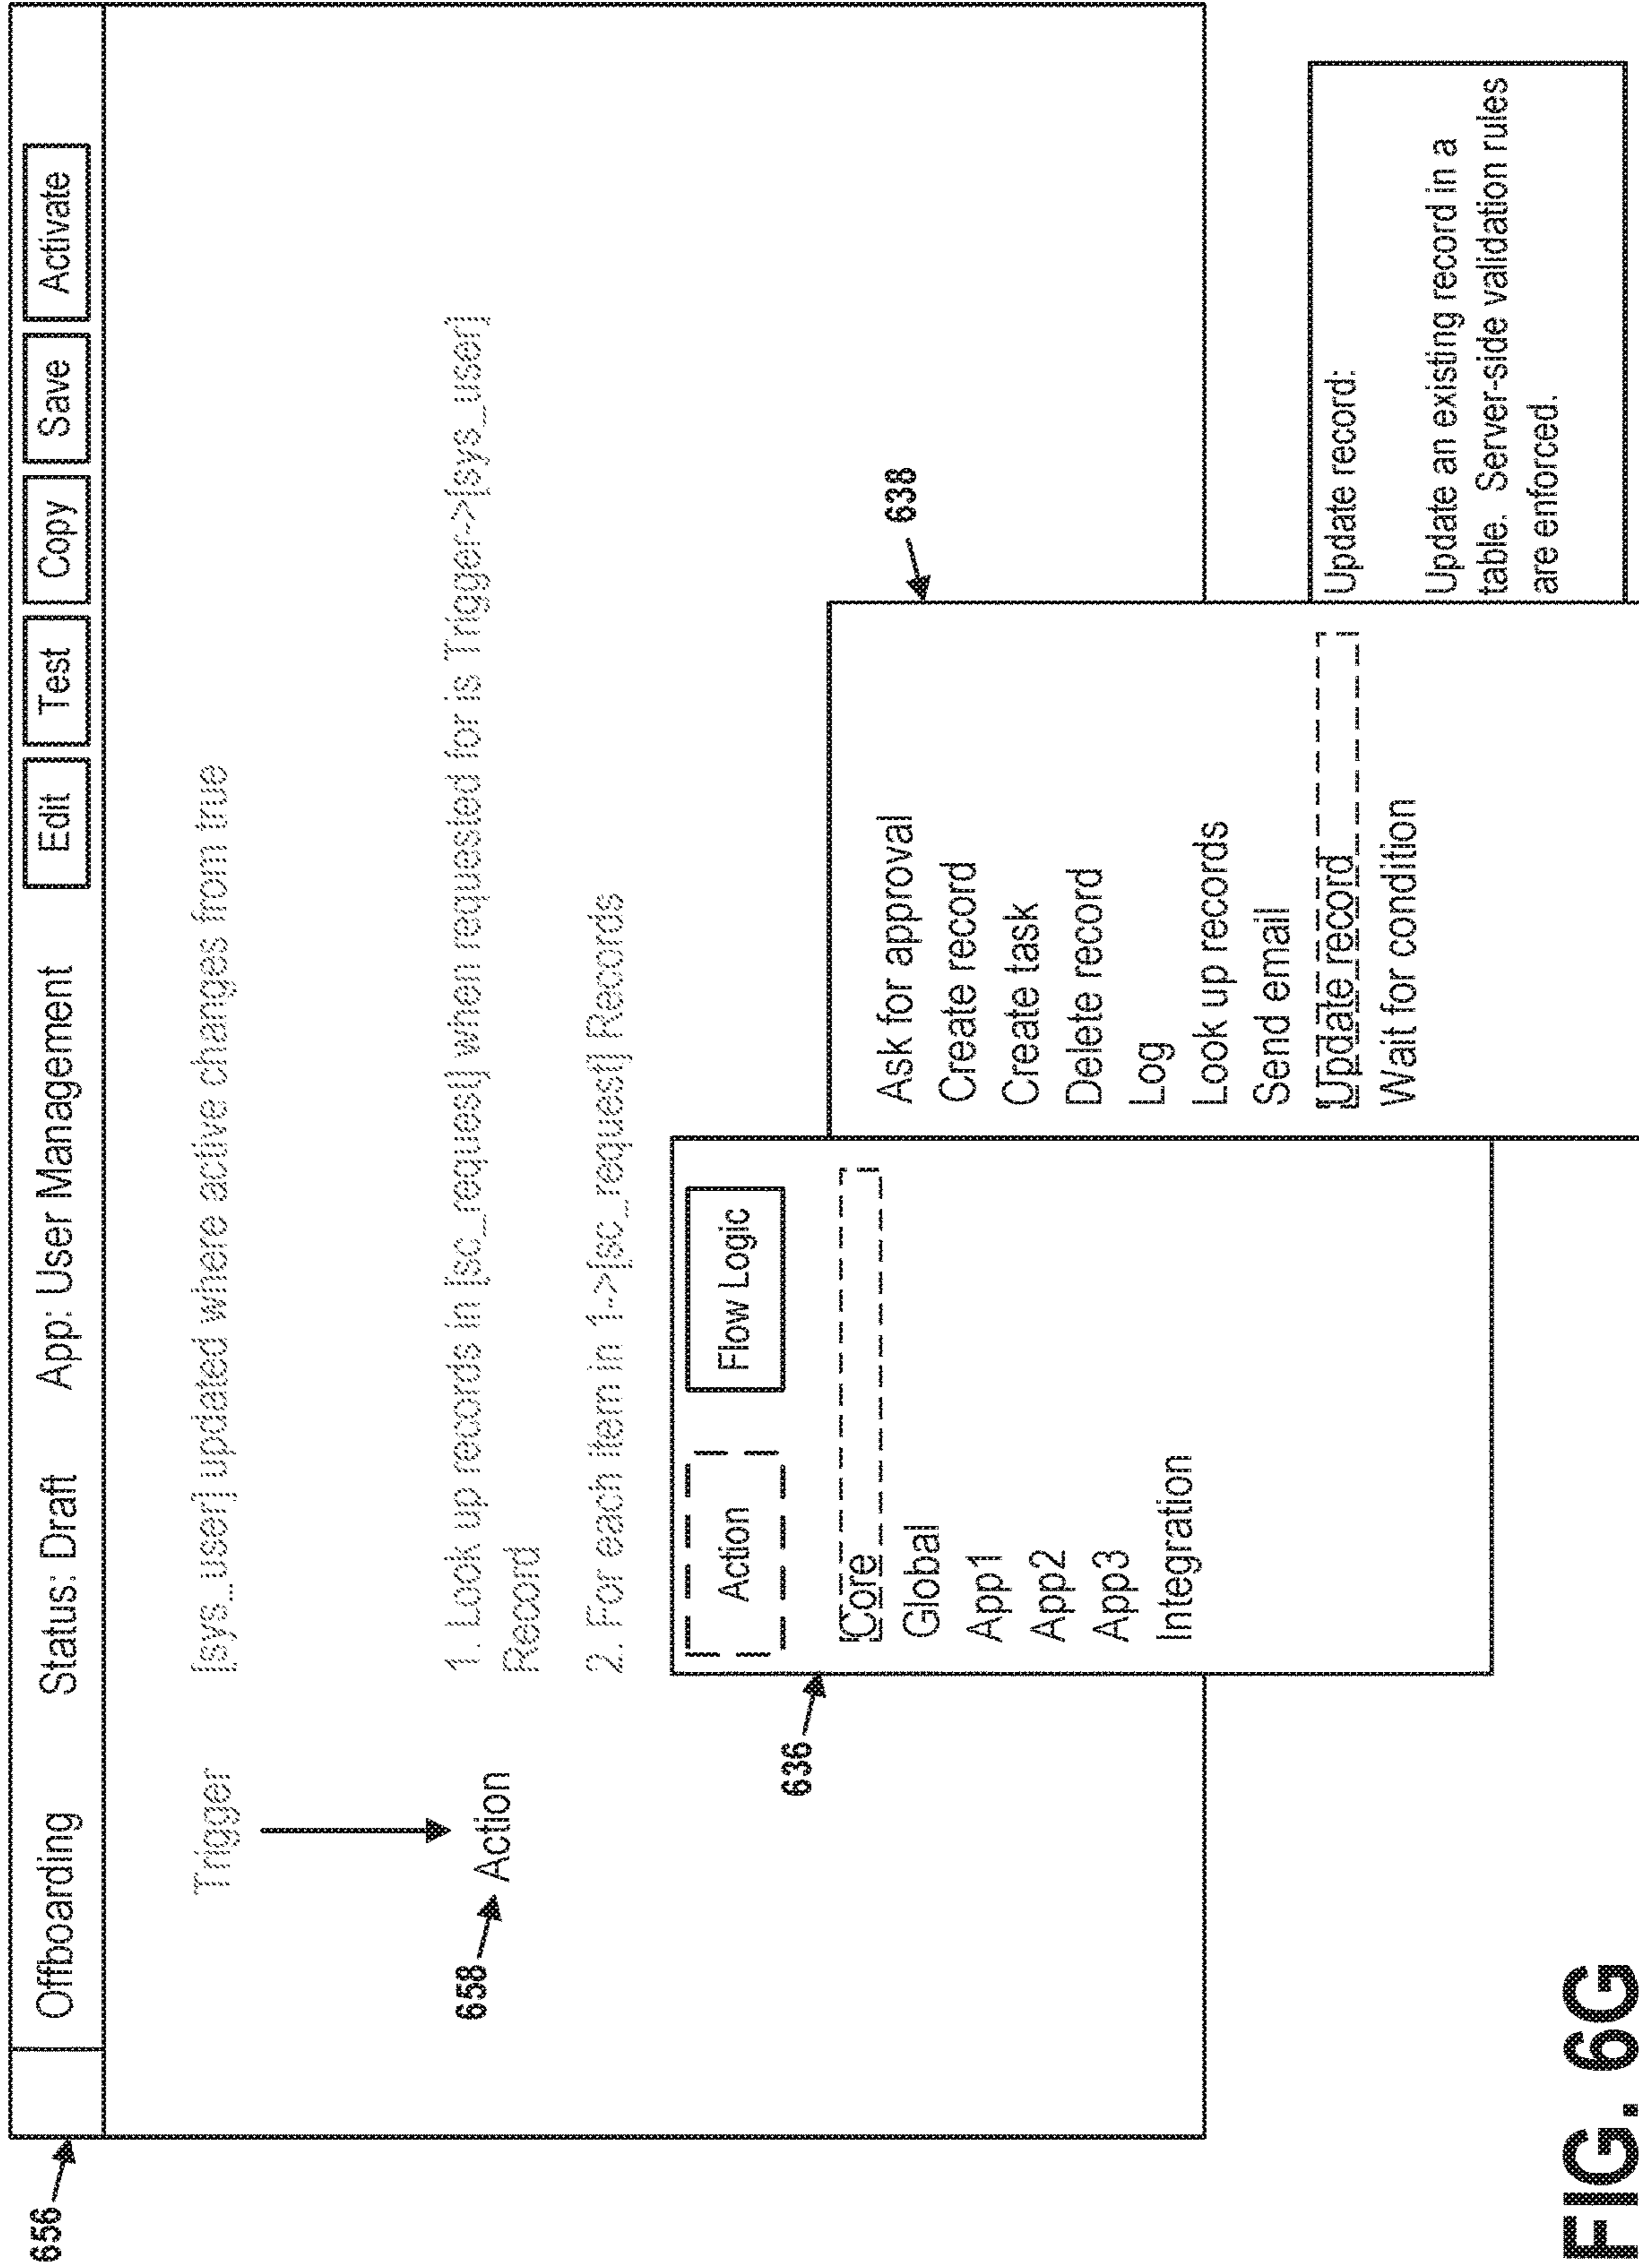 656
Offboarding Status: Draft App: User Management Edit Test Copy Save Activate
Trigger [sys_user] updated where active changes from true
658
Action
1. Look up records in [sc_request] when requested for is Trigger->[sys_user]
Record
2. For each item in 1->[sc_request] Records
636
Action Flow Logic
Core
Global
App1
App2
App3
Integration
638
Ask for approval
Create record
Create task
Delete record
Log
Look up records
Send email
Update record
Wait for condition
Update record:
Update an existing record in a
table. Server-side validation rules
are enforced.
FIG. 6G